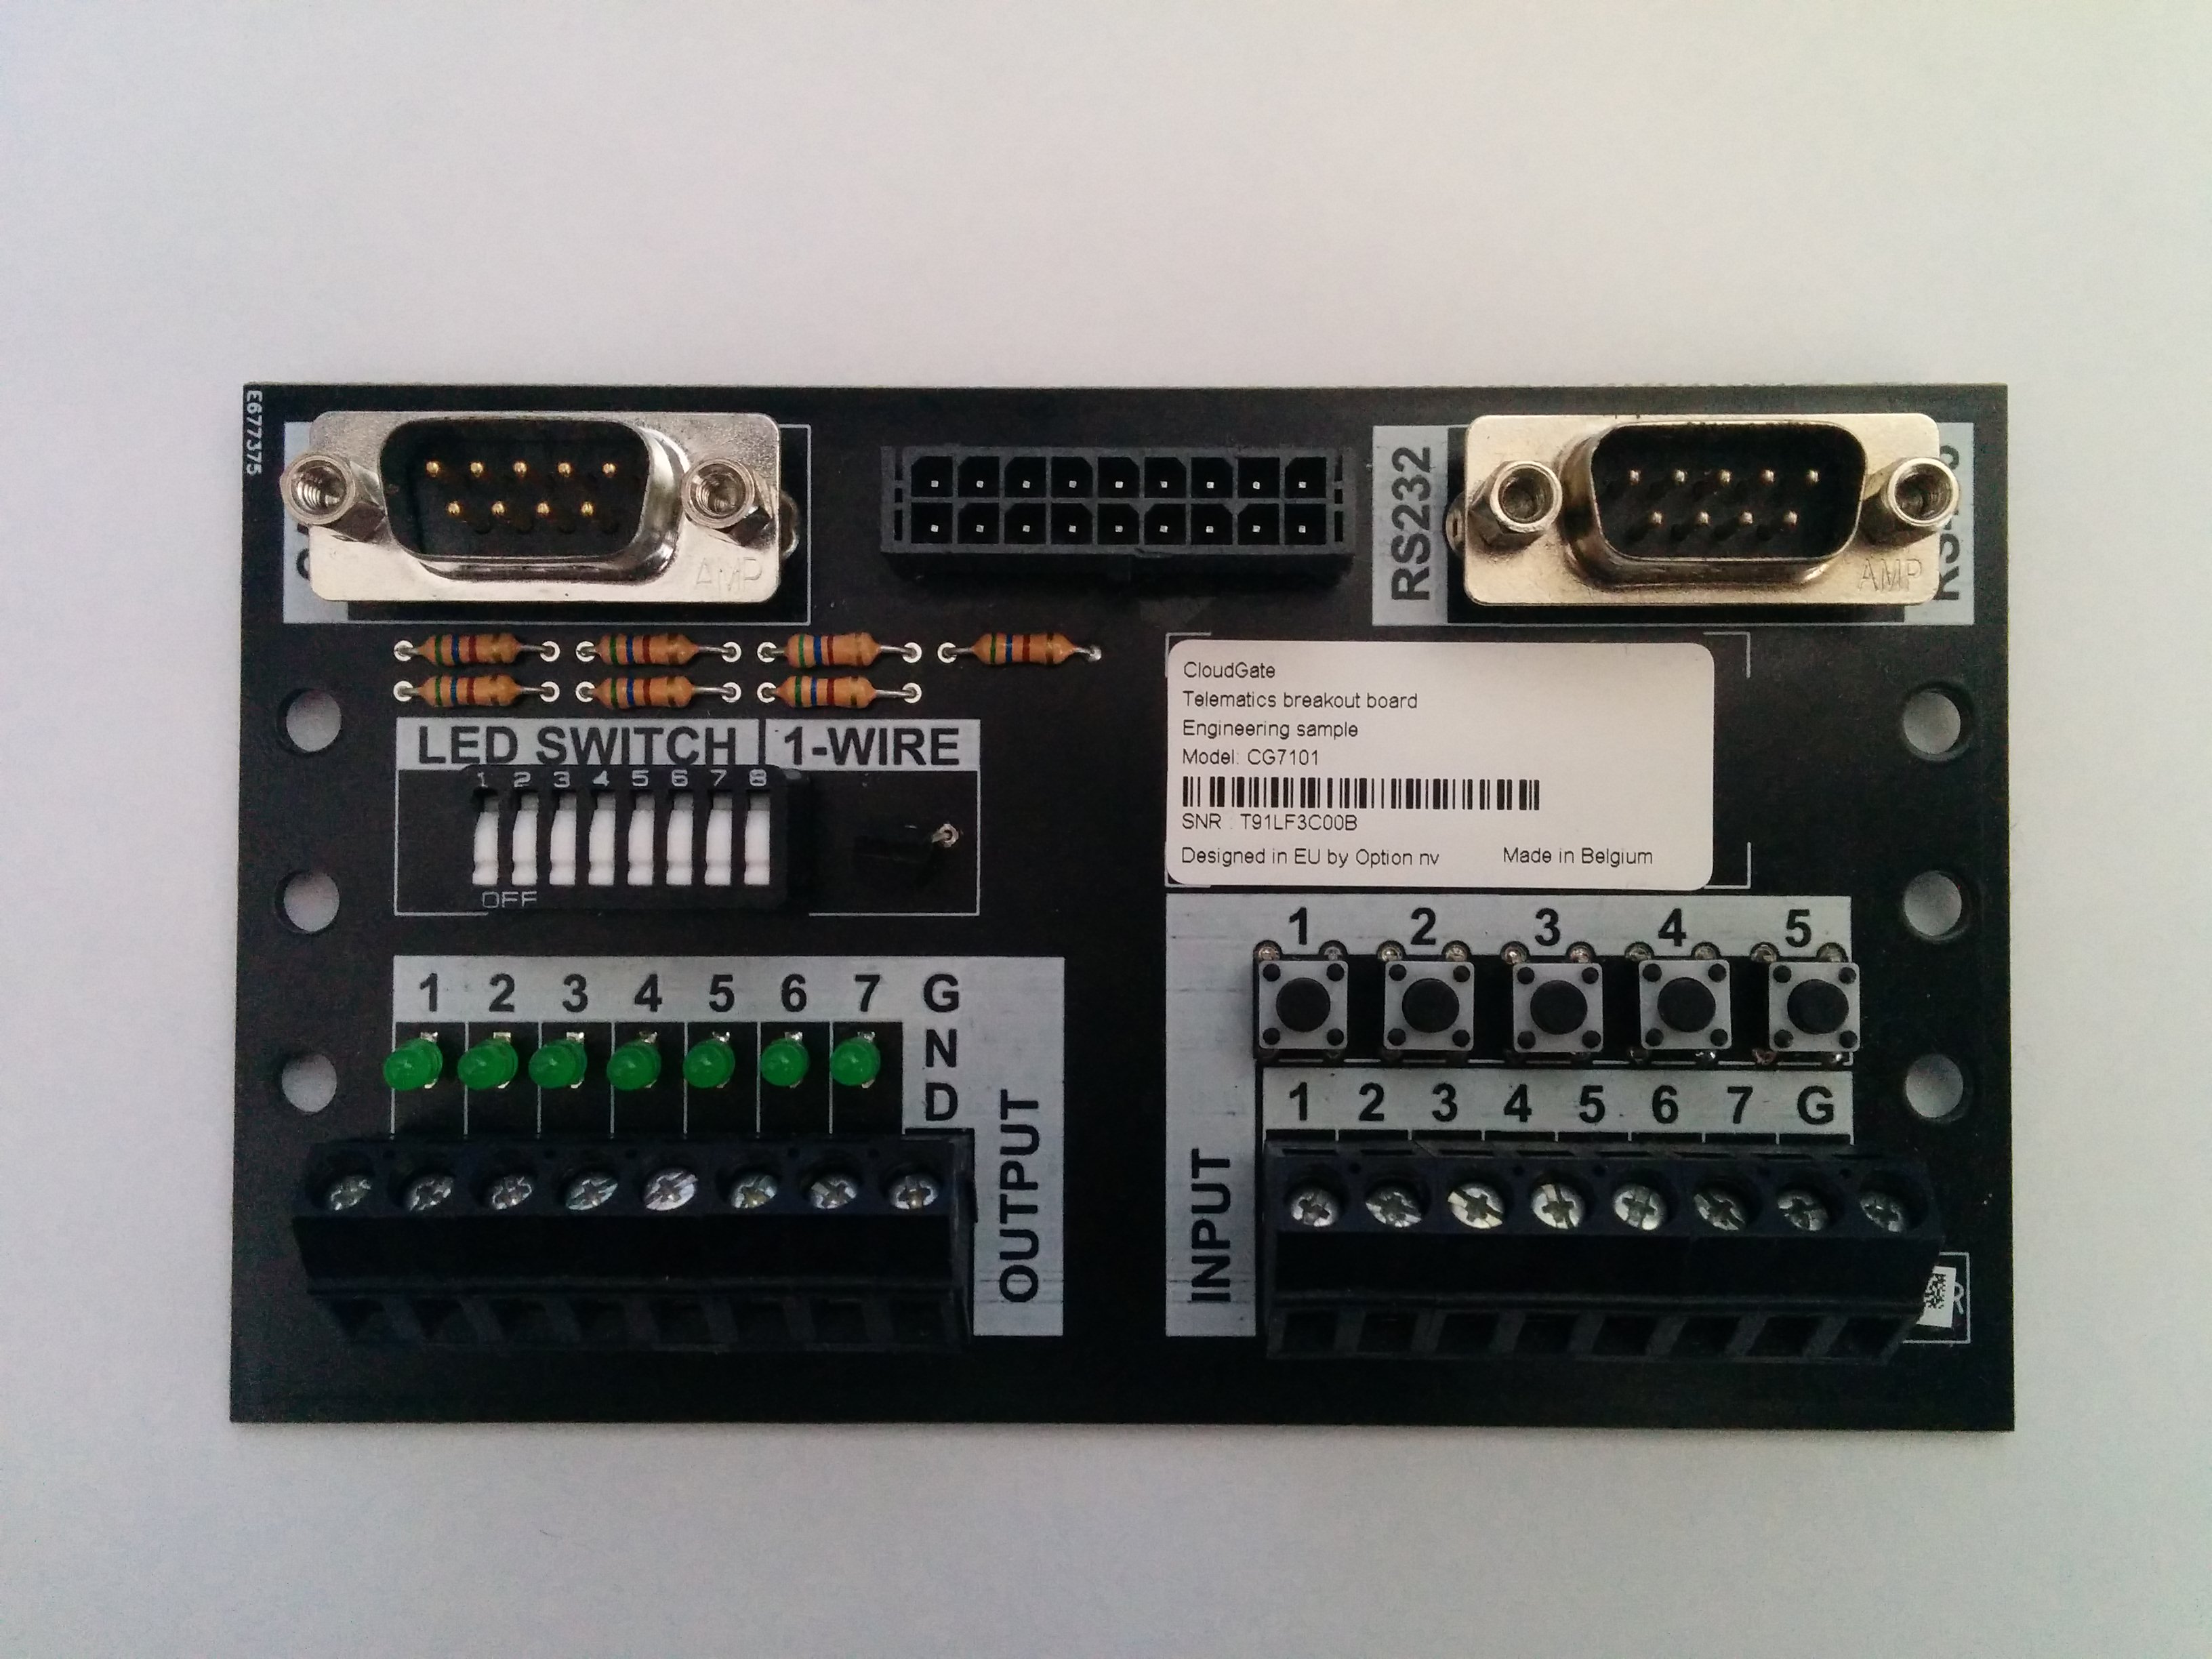 E677375
AMP
RS232
AMP
CloudGate
Telematics breakout board
Engineering sample
Model: CG7101
SNR : T91LF3C00B
Designed in EU by Option nv Made in Belgium
LED SWITCH 1-WIRE
1 2 3 4 5 6 7 8
OFF
1 2 3 4 5 6 7 GND
OUTPUT
1 2 3 4 5
1 2 3 4 5 6 7 G
INPUT